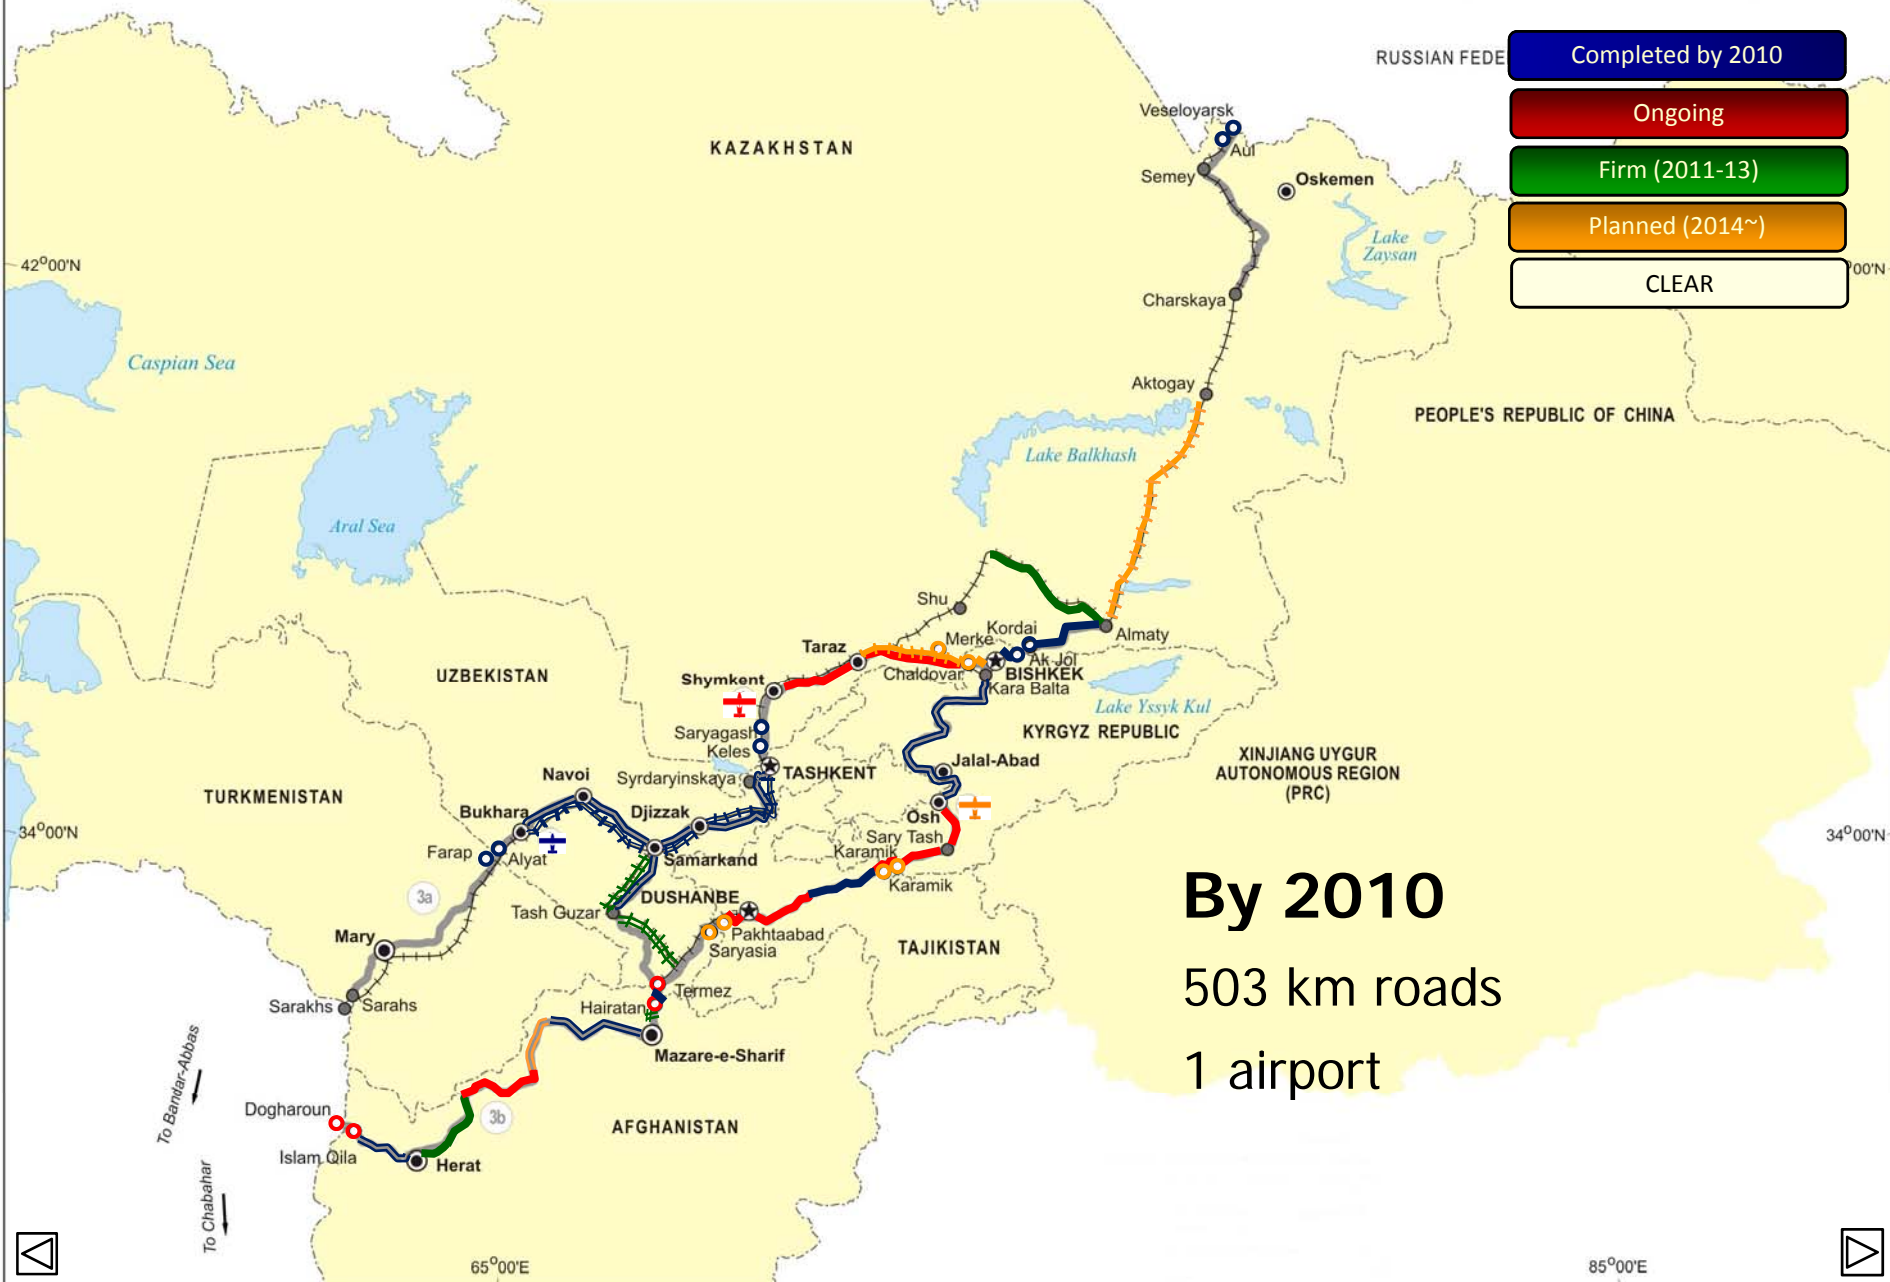 RUSSIAN FEDE
Completed by 2010
Ongoing
Firm (2011-13)
Planned (2014~)
CLEAR
Veseloyarsk
Aul
KAZAKHSTAN
Semey
Oskemen
Lake
Zaysan
42°00'N
00'N
Charskaya
Caspian Sea
Aktogay
PEOPLE'S REPUBLIC OF CHINA
Lake Balkhash
Aral Sea
Shu
Kordai
Merke
Almaty
Taraz
Ak Jol
Chaldovar
BISHKEK
Kara Balta
UZBEKISTAN
Shymkent
Lake Yssyk Kul
Saryagash
KYRGYZ REPUBLIC
Keles
XINJIANG UYGUR
AUTONOMOUS REGION
(PRC)
Jalal-Abad
TASHKENT
Navoi
Syrdaryinskaya
TURKMENISTAN
Bukhara
Djizzak
Osh
34°00'N
34°00'N
Sary Tash
Farap
Alyat
Samarkand
Karamik
Karamik
3a
DUSHANBE
Tash Guzar
By 2010
Mary
Pakhtaabad
Saryasia
TAJIKISTAN
503 km roads
Termez
Sarakhs
Sarahs
Hairatan
Mazare-e-Sharif
1 airport
To Bandar-Abbas
Dogharoun
3b
AFGHANISTAN
Islam Qila
Herat
To Chabahar
65°00'E
85°00'E